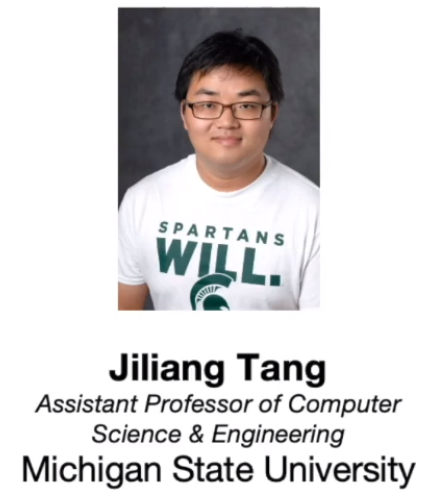 SPARTANS
WILL.
Jiliang Tang
Assistant Professor of Computer
Science & Engineering
Michigan State University